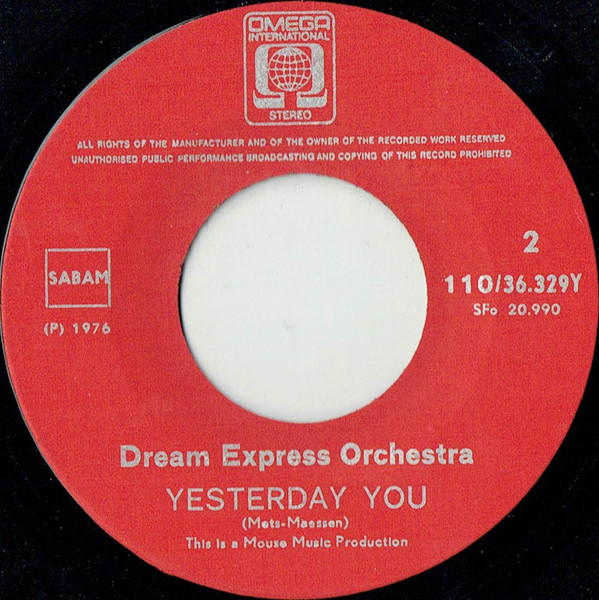 OMEGA
INTERNATIONAL
STEREO
ALL RIGHTS OF THE MANUFACTURER AND OF THE OWNER OF THE RECORDED WORK RESERVED
UNAUTHORISED PUBLIC PERFORMANCE BROADCASTING AND COPYING OF THIS RECORD PROHIBITED
SABAM
(P) 1976
2
110/36.329Y
SFo 20.990
Dream Express Orchestra
YESTERDAY YOU
(Mets-Maessen)
This is a Mouse Music Production